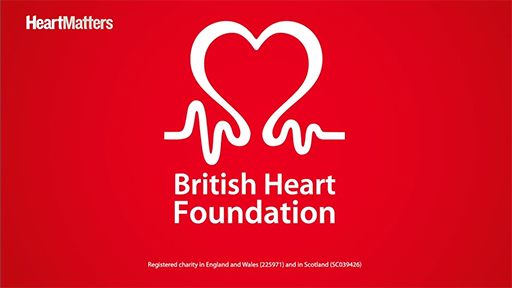 HeartMatters
British Heart
Foundation
Registered charity in England and Wales (225971) and in Scotland (SC039426)